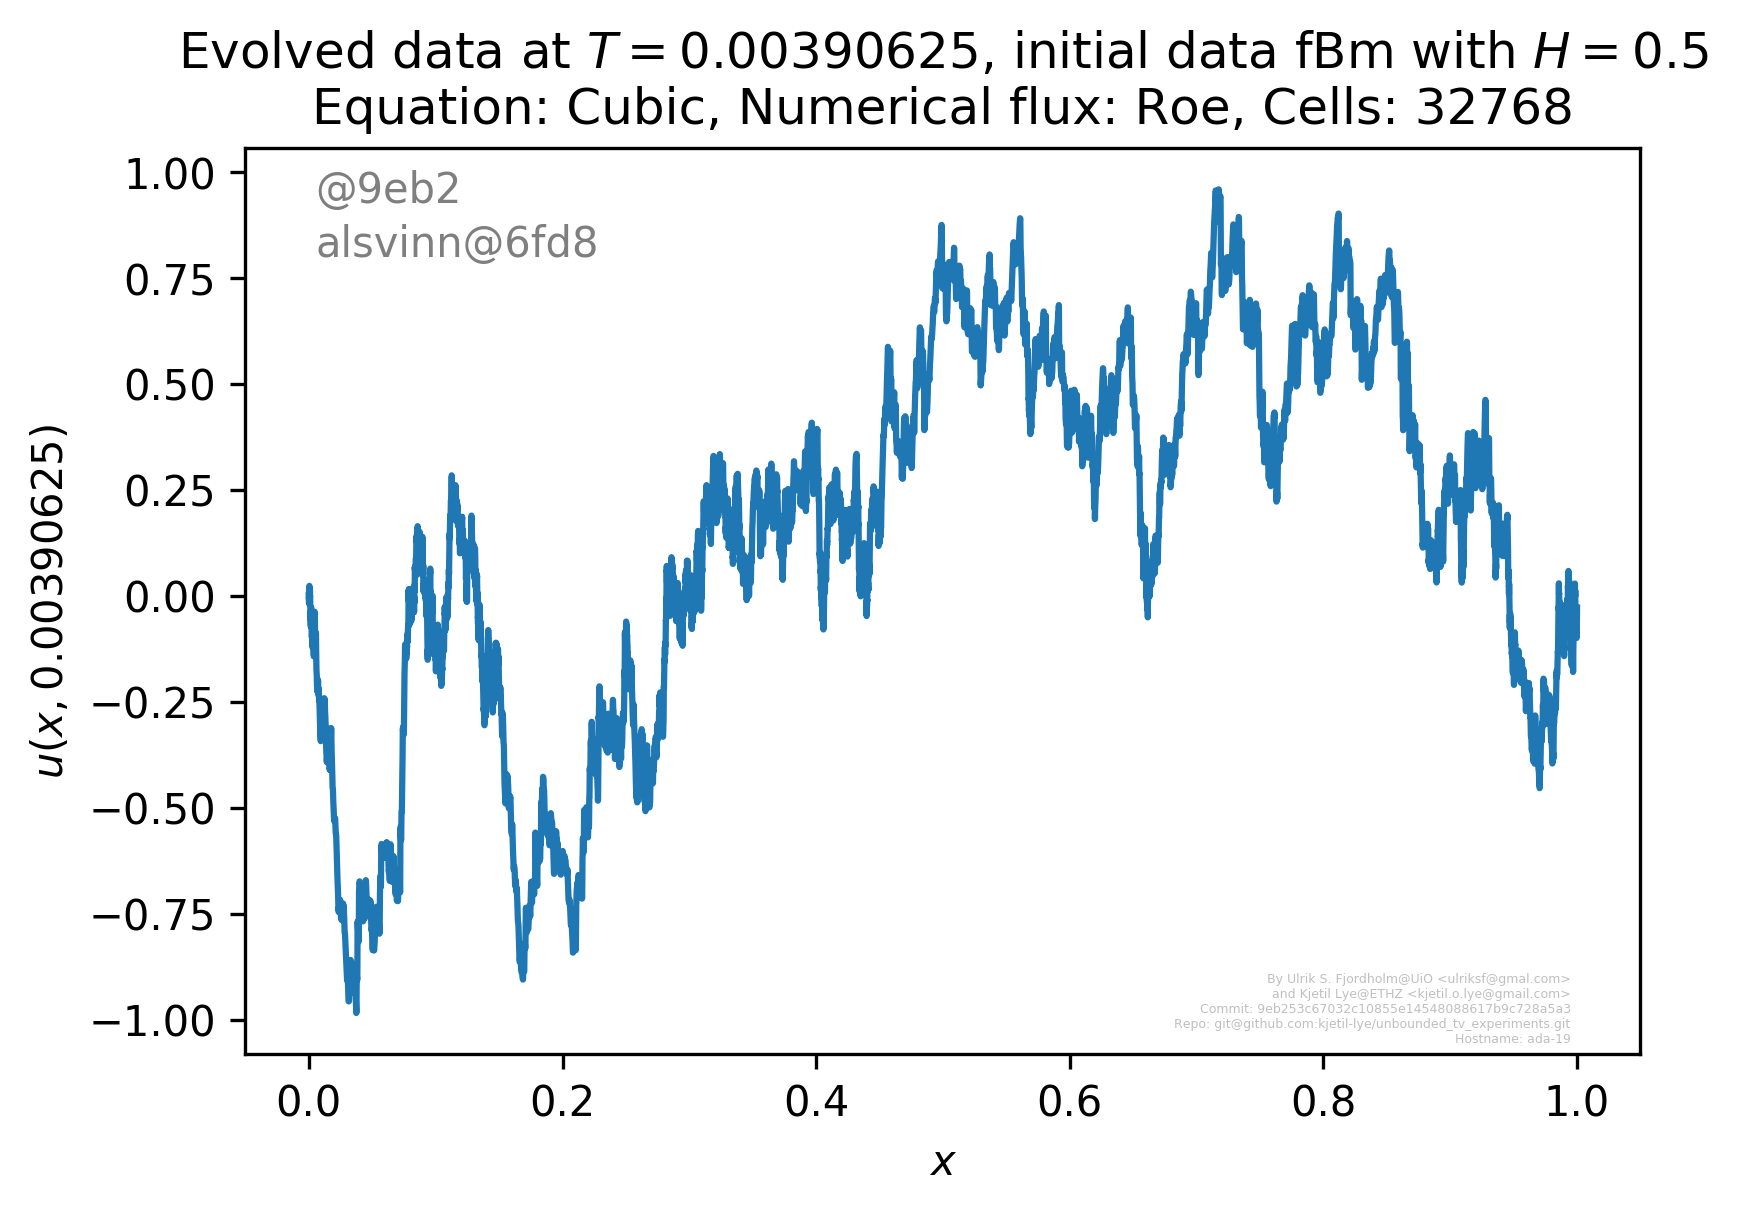 Evolved data at T = 0.00390625, initial data fBm with H = 0.5
Equation: Cubic, Numerical flux: Roe, Cells: 32768
@9eb2
alsvinn@6fd8
1.00
0.75
0.50
0.25
0.00
−0.25
−0.50
−0.75
−1.00
u(x, 0.00390625)
By Ulrik S. Fjordholm@UiO <ulriksf@gmal.com>
and Kjetil Lye@ETHZ <kjetil.o.lye@gmail.com>
Commit: 9eb253c67032c10855e14548088617b9c728a5a3
Repo: git@github.com:kjetil-lye/unbounded_tv_experiments.git
Hostname: ada-19
0.0 0.2 0.4 0.6 0.8 1.0
x